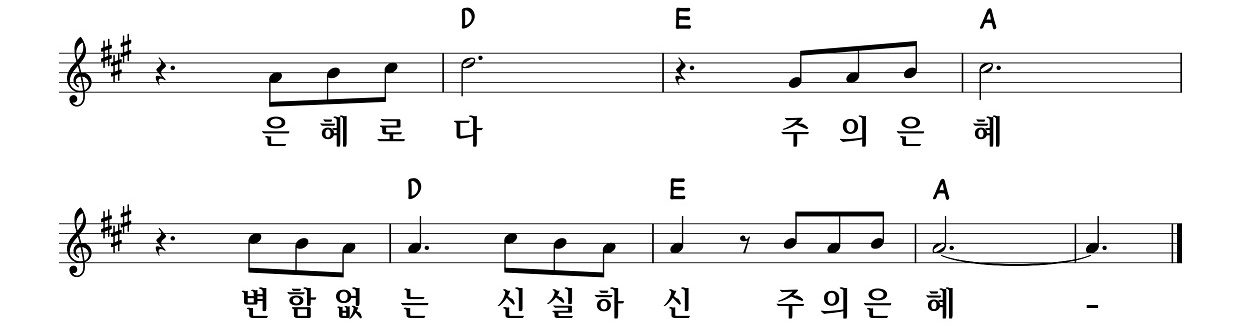 D E A
은 혜 로 다 주 의 은 혜
D E A
변 함 없 는 신 실 하 신 주 의 은 혜 -